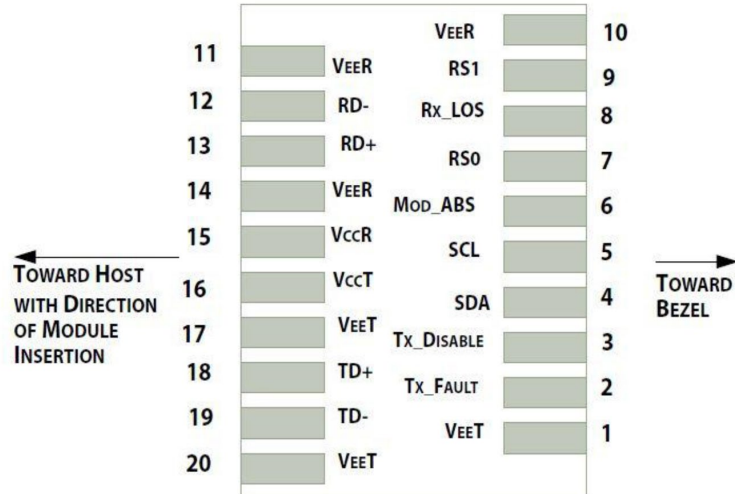 11 VEER
12 RD-
13 RD+
14 VEER
15 VCCR
16 VCCT
17 VEET
18 TD+
19 TD-
20 VEET
VEER 10
RS1 9
RX_LOS 8
RS0 7
MOD_ABS 6
SCL 5
SDA 4
TX_DISABLE 3
TX_FAULT 2
VEET 1
TOWARD HOST
WITH DIRECTION
OF MODULE
INSERTION
TOWARD
BEZEL